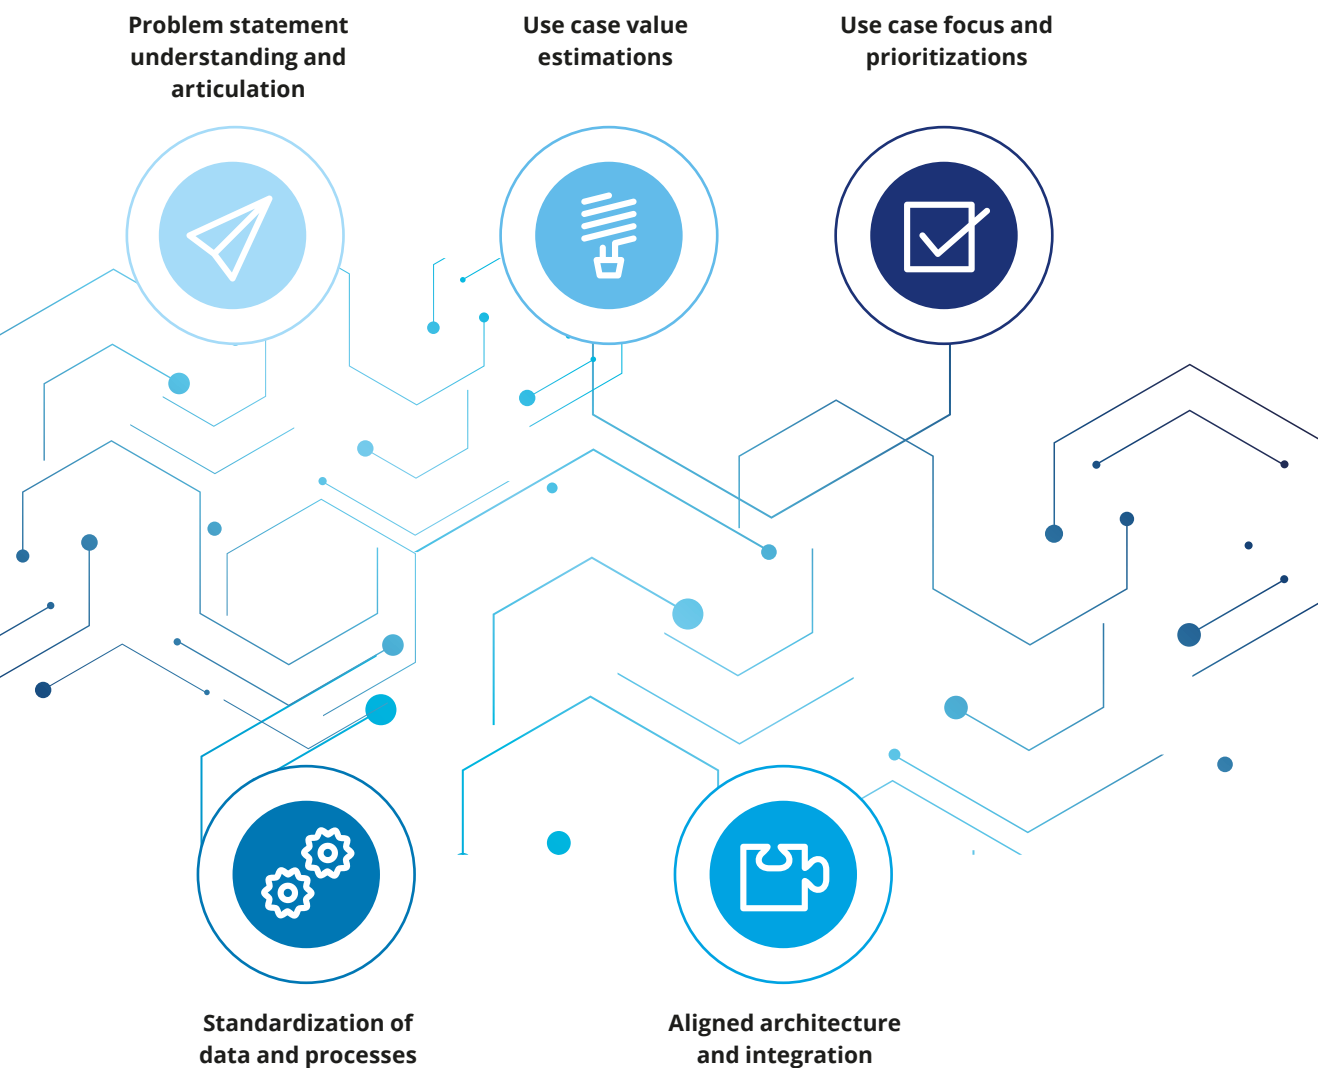 Problem statement
understanding and
articulation
Use case value
estimations
Use case focus and
prioritizations
Standardization of
data and processes
Aligned architecture
and integration